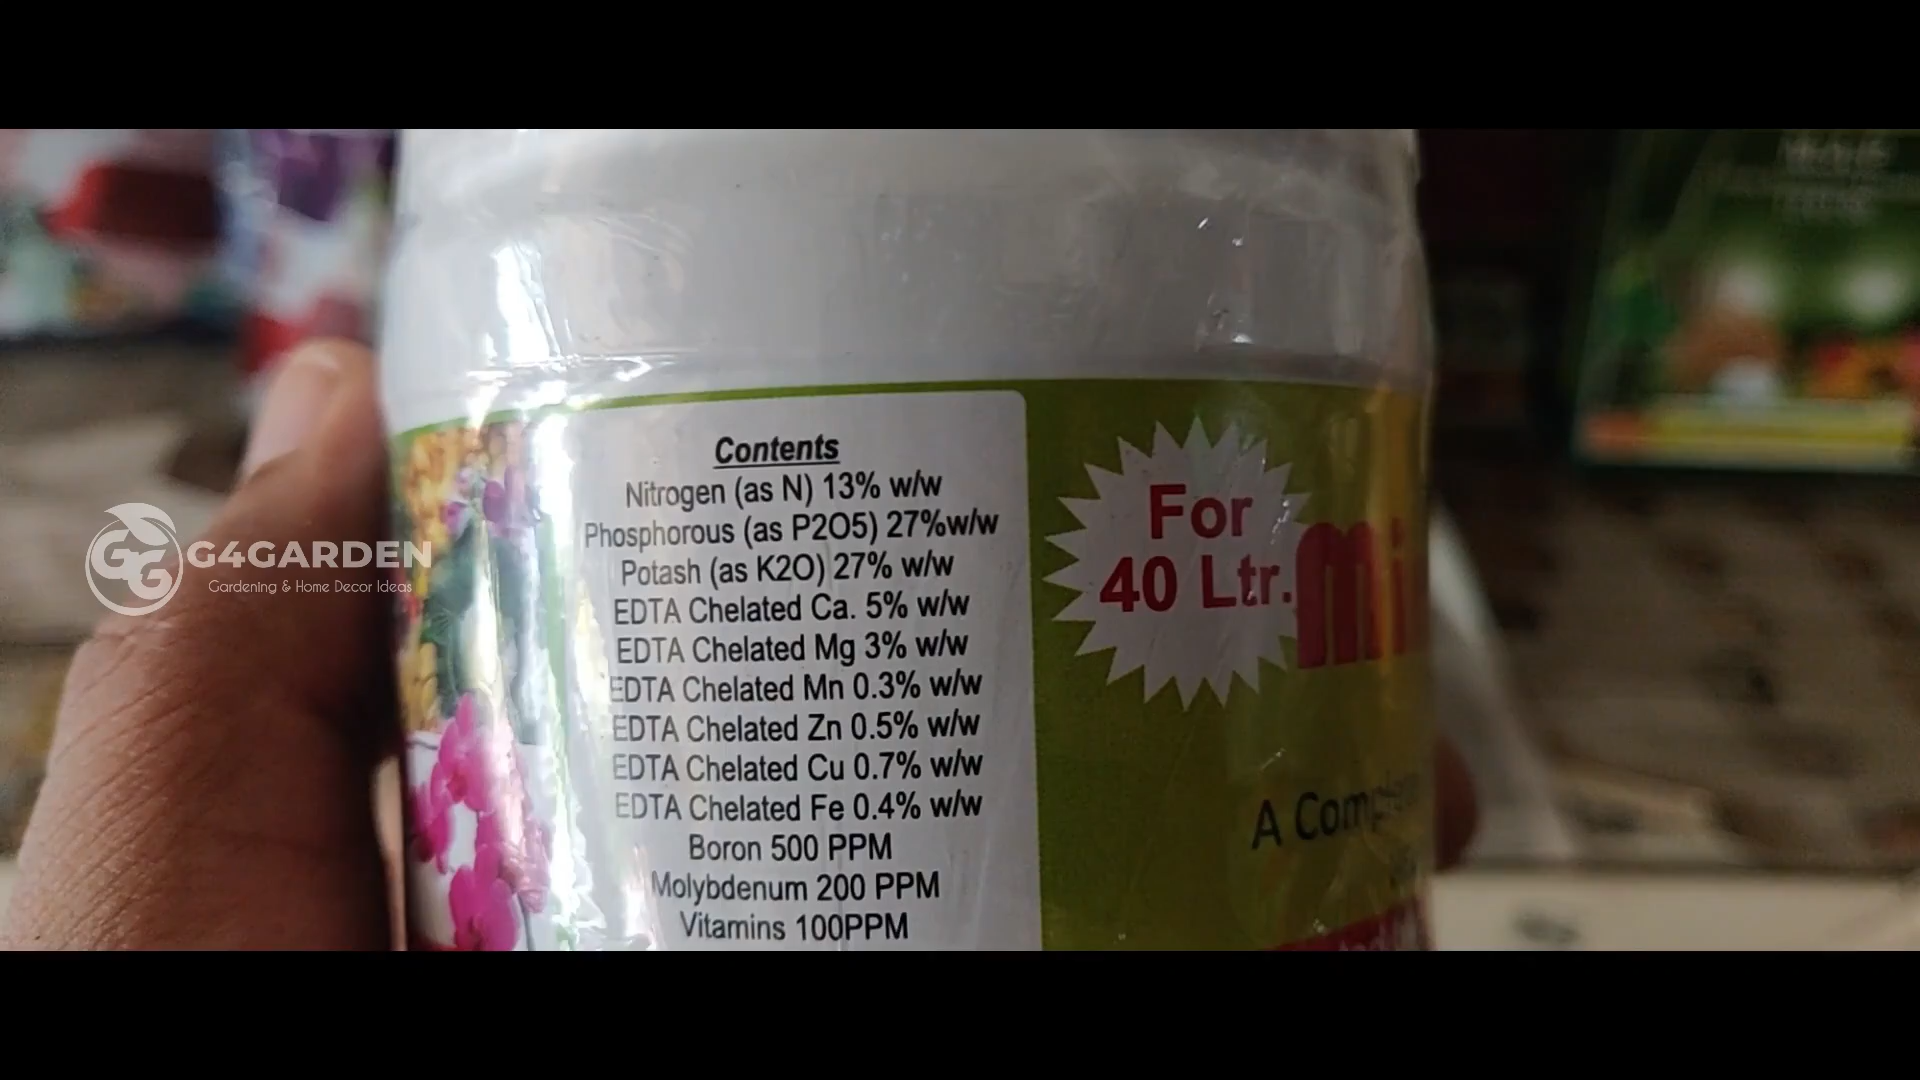 Contents
Nitrogen (as N) 13% w/w
Phosphorous (as P2O5) 27%w/w
Potash (as K2O) 27% w/w
EDTA Chelated Ca. 5% w/w
EDTA Chelated Mg 3% w/w
EDTA Chelated Mn 0.3% w/w
EDTA Chelated Zn 0.5% w/w
EDTA Chelated Cu 0.7% w/w
EDTA Chelated Fe 0.4% w/w
Boron 500 PPM
Molybdenum 200 PPM
Vitamins 100PPM
For
40 Ltr.
A
GG
G4GARDEN
Gardening & Home Decor Ideas